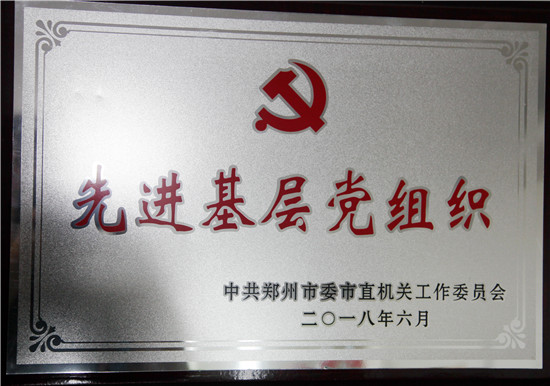 先进基层党组织
中共郑州市委市直机关工作委员会
二〇一八年六月